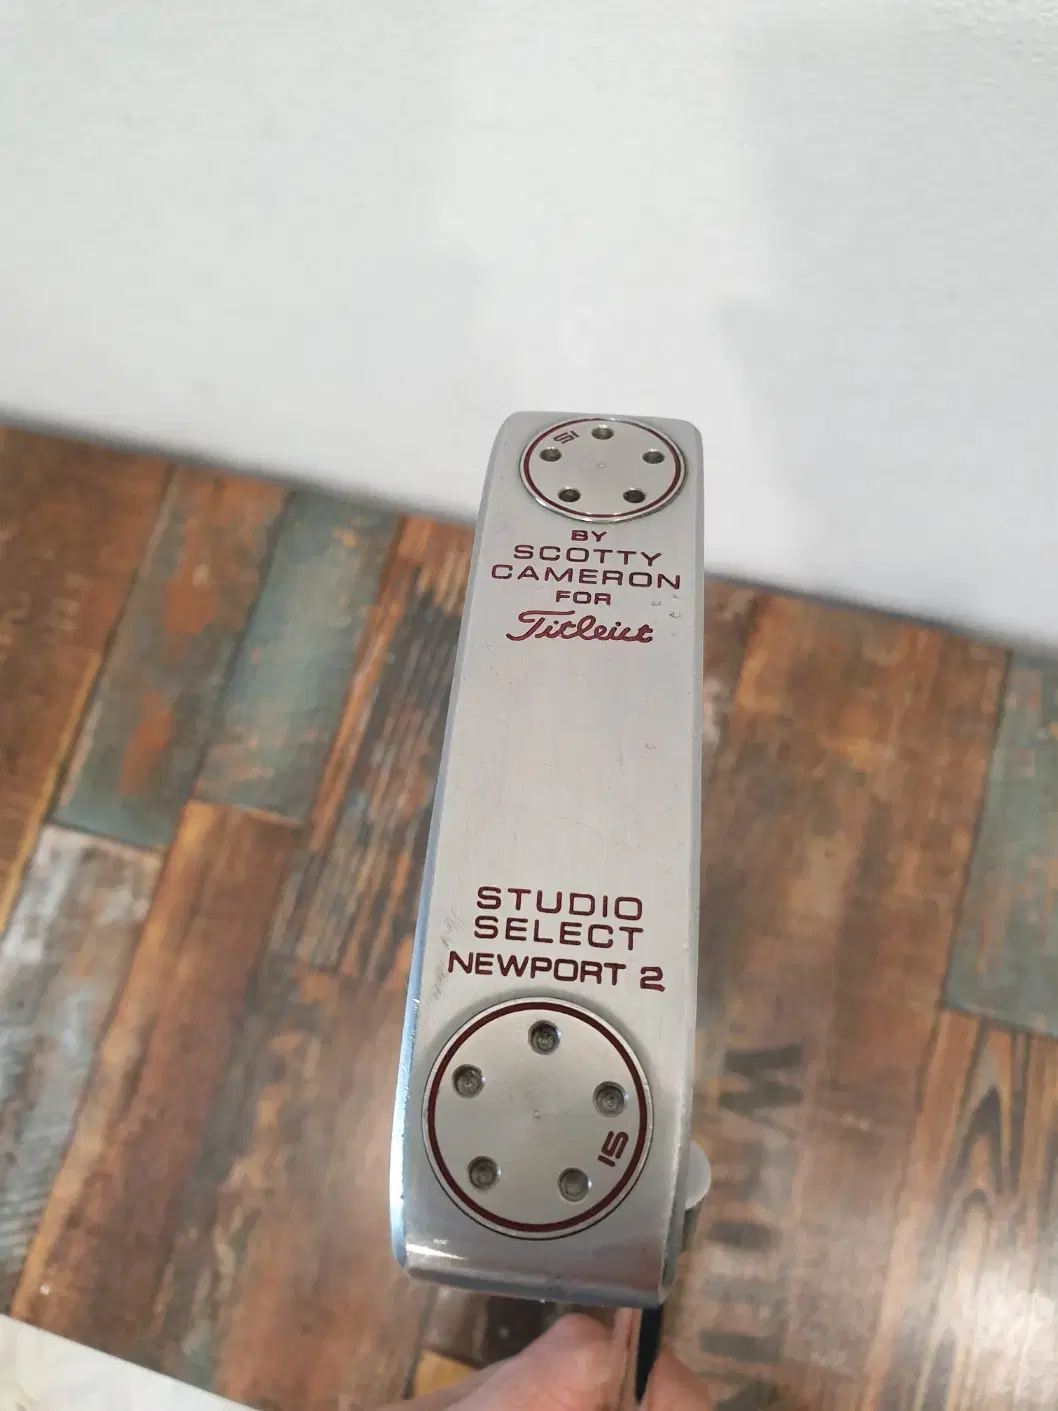 15
BY
SCOTTY
CAMERON
FOR
Titleist
STUDIO
SELECT
NEWPORT 2
15